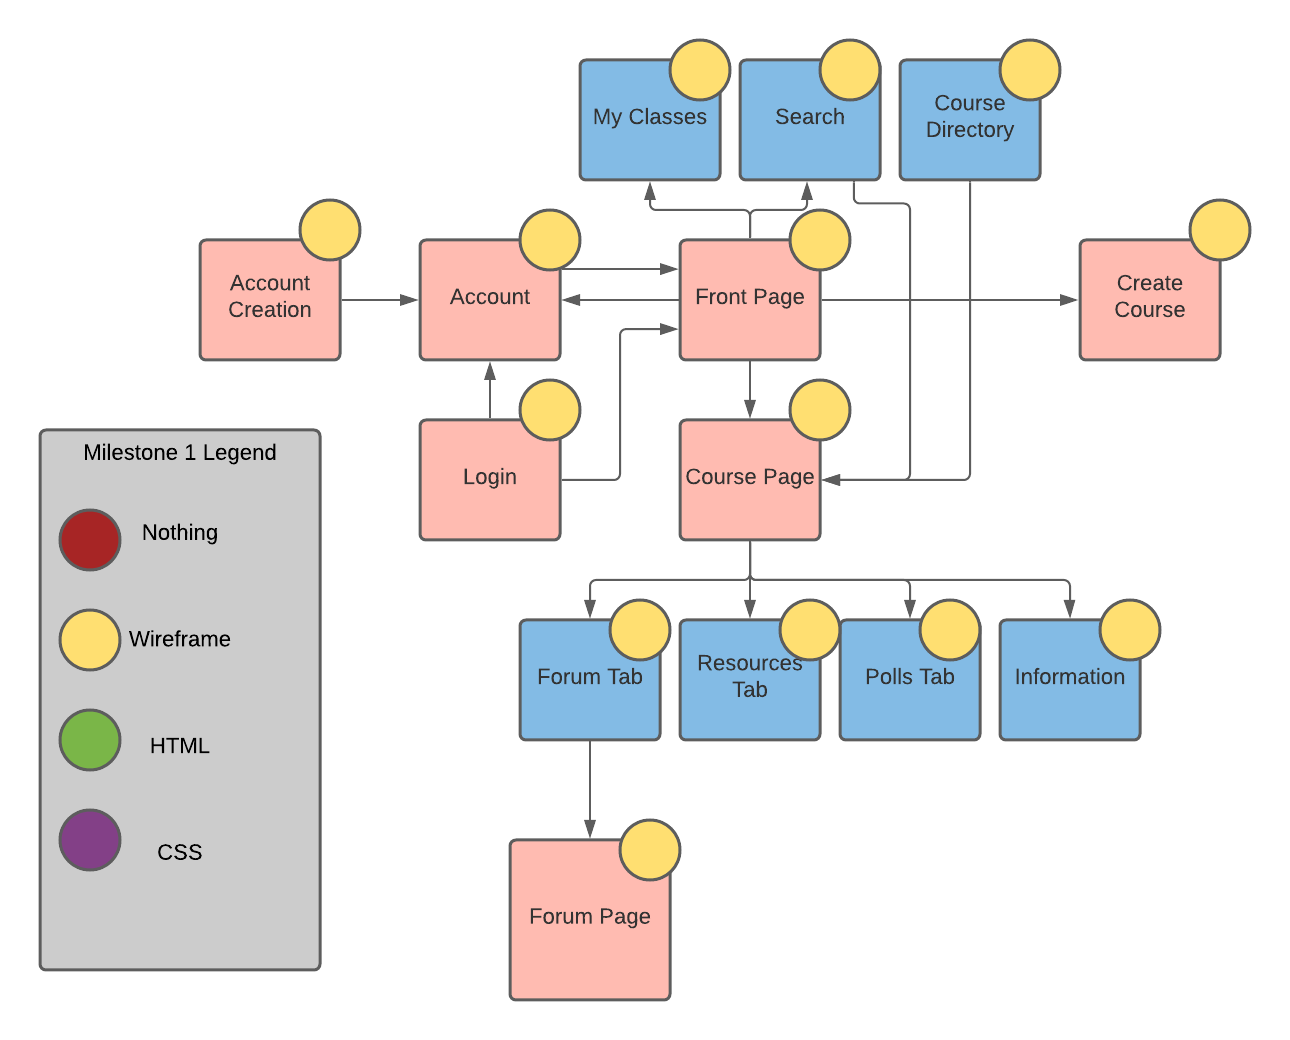 My Classes
Search
Course
Directory
Account
Creation
Account
Front Page
Create
Course
Milestone 1 Legend
Nothing
Wireframe
HTML
CSS
Login
Course Page
Forum Tab
Resources
Tab
Polls Tab
Information
Forum Page